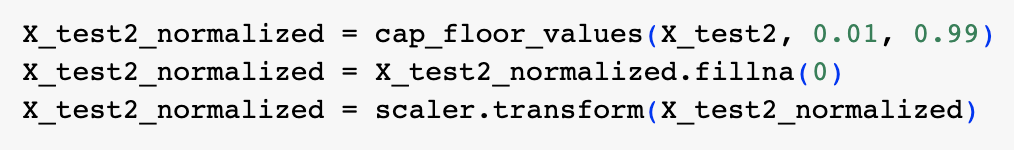 X_test2_normalized = cap_floor_values(X_test2, 0.01, 0.99)
X_test2_normalized = X_test2_normalized.fillna(0)
X_test2_normalized = scaler.transform(X_test2_normalized)